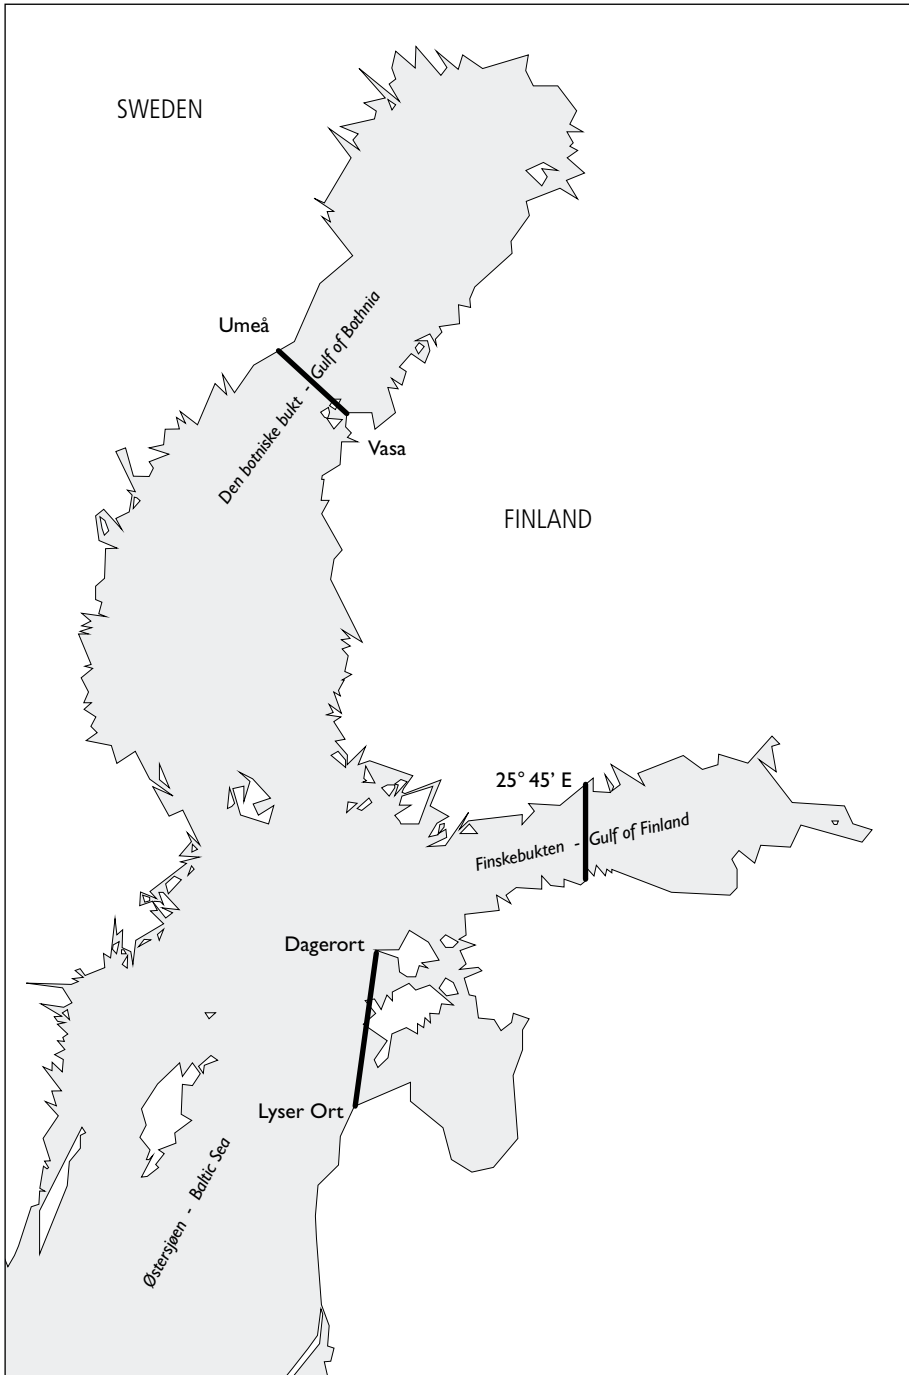 SWEDEN
Umeå
Den botniske bukt - Gulf of Bothnia
Vasa
FINLAND
25° 45’ E
Finskebukten - Gulf of Finland
Dagerort
Lyser Ort
Østersjøen - Baltic Sea